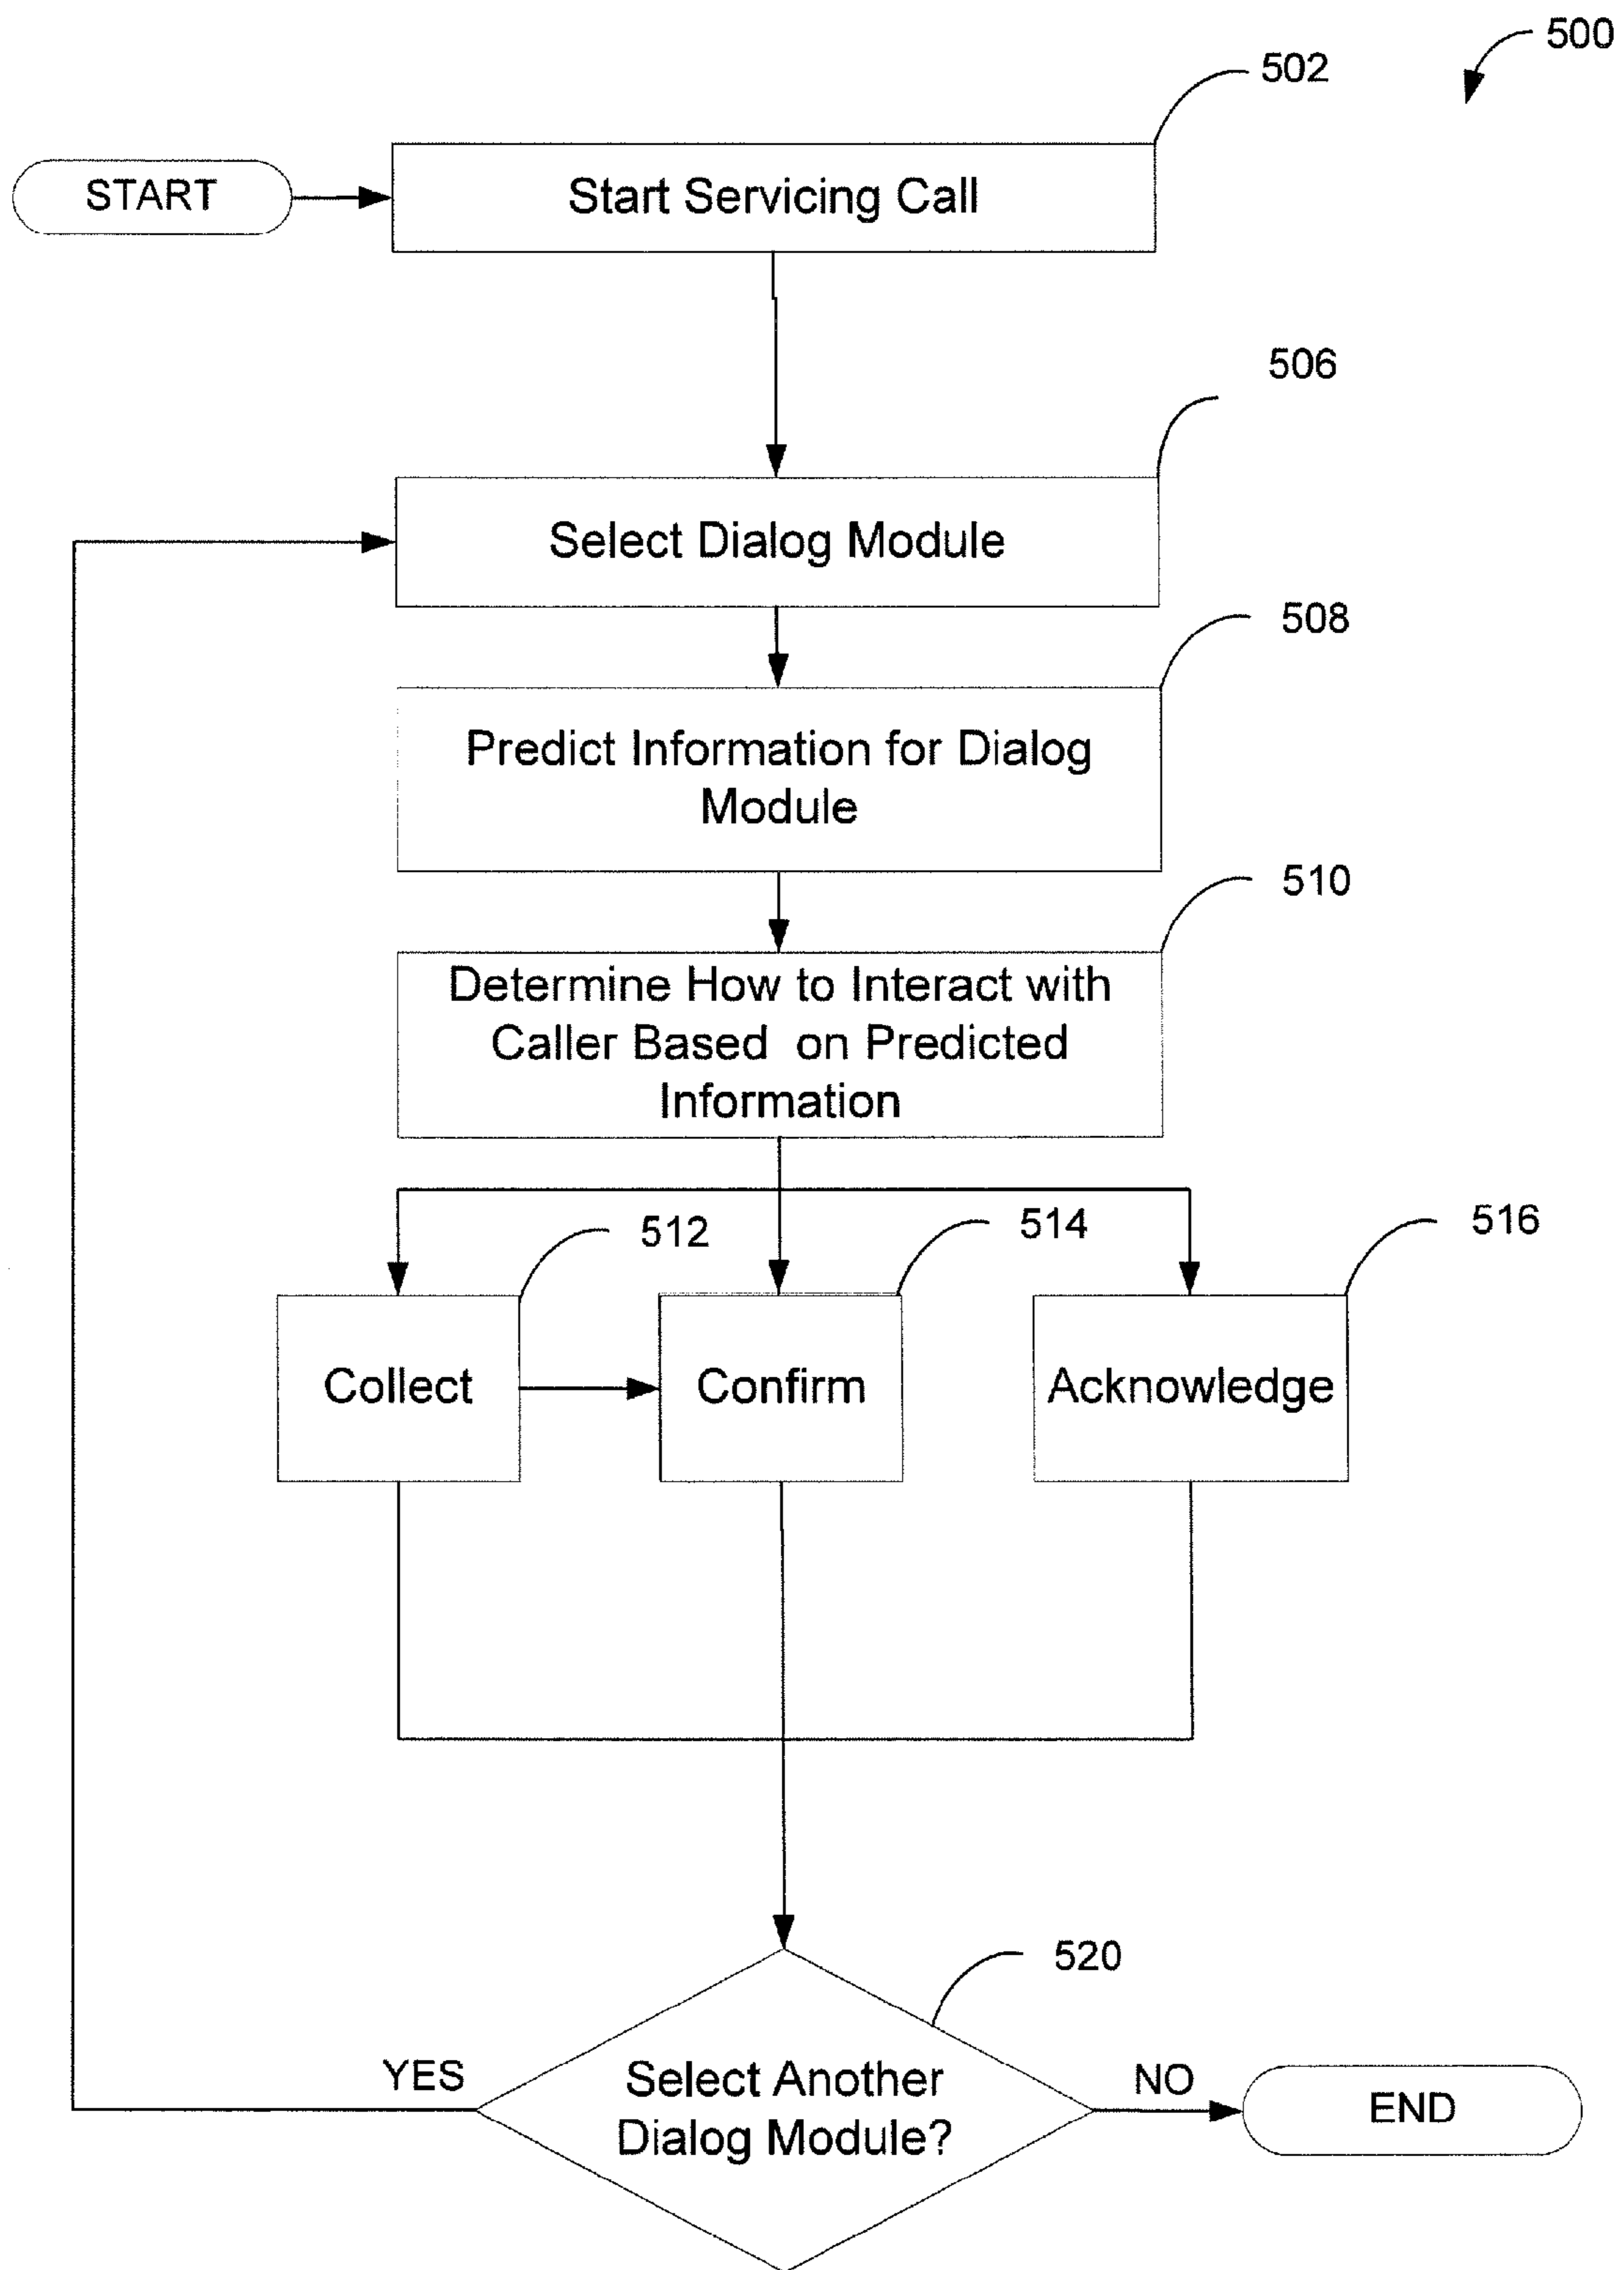 500
502
START
Start Servicing Call
506
Select Dialog Module
508
Predict Information for Dialog
Module
510
Determine How to Interact with
Caller Based on Predicted
Information
512
514
516
Collect
Confirm
Acknowledge
520
YES
Select Another
Dialog Module?
NO
END